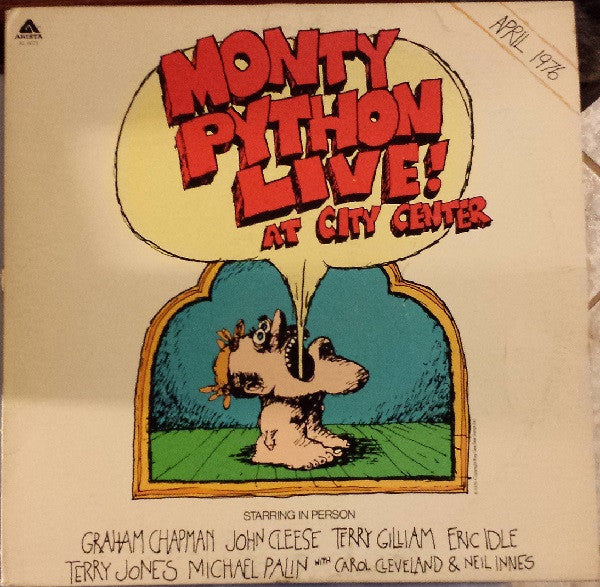 ARISTA
APRIL 1976
MONTY
PYTHON
LIVE!
AT CITY CENTER
STARRING IN PERSON
GRAHAM CHAPMAN JOHN CLEESE TERRY GILLIAM ERIC IDLE
TERRY JONES MICHAEL PALIN WITH CAROL CLEVELAND & NEIL INNES